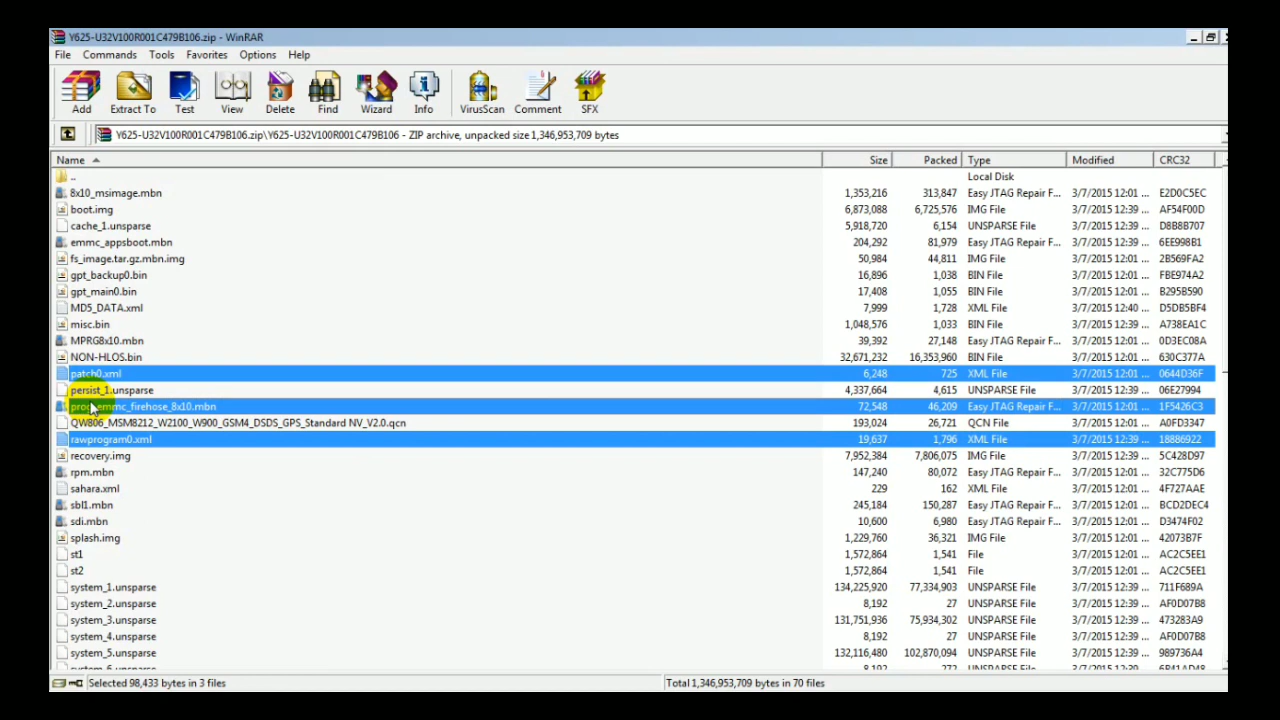 Y625-U32V100R001C479B106.zip - WinRAR
File Commands Tools Favorites Options Help
Add Extract To Test View Delete Find Wizard Info VirusScan Comment SFX
Y625-U32V100R001C479B106.zip\Y625-U32V100R001C479B106 - ZIP archive, unpacked size 1,346,953,709 bytes
Name Size Packed Type Modified CRC32
.. Local Disk
8x10_msimage.mbn 1,353,216 313,847 Easy JTAG Repair F... 3/7/2015 12:01 ... E2D0C5EC
boot.img 6,873,088 6,725,576 IMG File 3/7/2015 12:39 ... AF54F00D
cache_1.unsparse 5,918,720 6,154 UNSPARSE File 3/7/2015 12:39 ... D8B8B707
emmc_appsboot.mbn 204,292 81,979 Easy JTAG Repair F... 3/7/2015 12:39 ... 6EE998B1
fs_image.tar.gz.mbn.img 50,984 44,811 IMG File 3/7/2015 12:01 ... 2B569FA2
gpt_backup0.bin 16,896 1,038 BIN File 3/7/2015 12:01 ... FBE974A2
gpt_main0.bin 17,408 1,055 BIN File 3/7/2015 12:01 ... B295B590
MD5_DATA.xml 7,999 1,728 XML File 3/7/2015 12:40 ... D5DB5BF4
misc.bin 1,048,576 1,033 BIN File 3/7/2015 12:39 ... A738EA1C
MPRG8x10.mbn 39,392 27,148 Easy JTAG Repair F... 3/7/2015 12:01 ... 0D3EC08A
NON-HLOS.bin 32,671,232 16,353,960 BIN File 3/7/2015 12:01 ... 630C377A
patch0.xml 6,248 725 XML File 3/7/2015 12:01 ... 0644D36F
persist_1.unsparse 4,337,664 4,615 UNSPARSE File 3/7/2015 12:39 ... 06E27994
prog_emmc_firehose_8x10.mbn 72,548 46,209 Easy JTAG Repair F... 3/7/2015 12:01 ... 1F5426C3
QW806_MSM8212_W2100_W900_GSM4_DSDS_GPS_Standard NV_V2.0.qcn 193,024 26,721 QCN File 3/7/2015 12:01 ... A0FD3347
rawprogram0.xml 19,637 1,796 XML File 3/7/2015 12:39 ... 18886922
recovery.img 7,952,384 7,806,075 IMG File 3/7/2015 12:39 ... 5C428D97
rpm.mbn 147,240 80,072 Easy JTAG Repair F... 3/7/2015 12:01 ... 32C775D6
sahara.xml 229 162 XML File 3/7/2015 12:01 ... 4F727AAE
sbl1.mbn 245,184 150,287 Easy JTAG Repair F... 3/7/2015 12:01 ... BCD2DEC4
sdi.mbn 10,600 6,980 Easy JTAG Repair F... 3/7/2015 12:01 ... D3474F02
splash.img 1,229,760 36,321 IMG File 3/7/2015 12:01 ... 42073B7F
st1 1,572,864 1,541 File 3/7/2015 12:01 ... AC2C5EE1
st2 1,572,864 1,541 File 3/7/2015 12:01 ... AC2C5EE1
system_1.unsparse 134,225,920 77,334,903 UNSPARSE File 3/7/2015 12:39 ... 711F689A
system_2.unsparse 8,192 27 UNSPARSE File 3/7/2015 12:39 ... AF0D07B8
system_3.unsparse 131,751,936 75,934,302 UNSPARSE File 3/7/2015 12:39 ... 473283A9
system_4.unsparse 8,192 27 UNSPARSE File 3/7/2015 12:39 ... AF0D07B8
system_5.unsparse 132,116,480 102,870,094 UNSPARSE File 3/7/2015 12:39 ... 989736A4
system_6.unsparse 8,192 272 UNSPARSE File 3/7/2015 12:39 ...
Selected 98,433 bytes in 3 files Total 1,346,953,709 bytes in 70 files